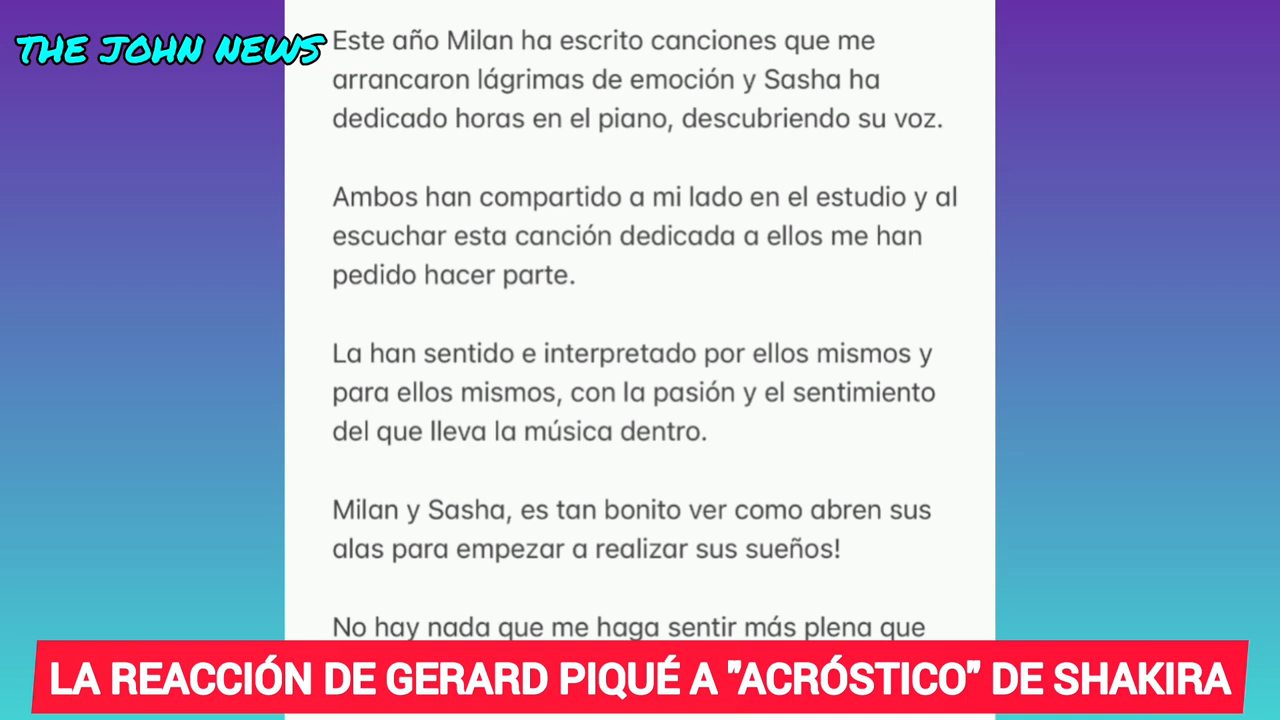 THE JOHN NEWS
Este año Milan ha escrito canciones que me
arrancaron lágrimas de emoción y Sasha ha
dedicado horas en el piano, descubriendo su voz.
Ambos han compartido a mi lado en el estudio y al
escuchar esta canción dedicada a ellos me han
pedido hacer parte.
La han sentido e interpretado por ellos mismos y
para ellos mismos, con la pasión y el sentimiento
del que lleva la música dentro.
Milan y Sasha, es tan bonito ver como abren sus
alas para empezar a realizar sus sueños!
No hay nada que me haga sentir más plena que
LA REACCIÓN DE GERARD PIQUÉ A "ACRÓSTICO" DE SHAKIRA